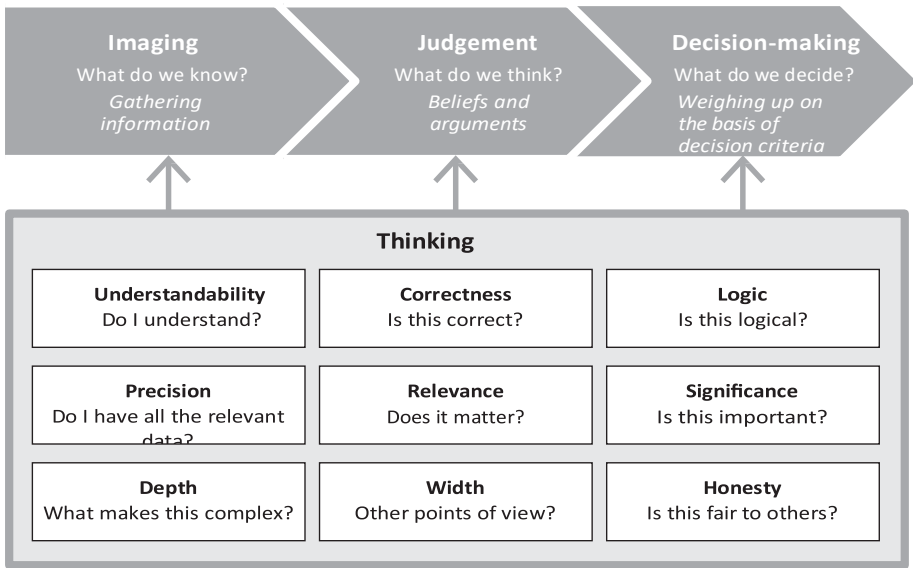 Imaging
What do we know?
Gathering
information
Judgement
What do we think?
Beliefs and
arguments
Decision-making
What do we decide?
Weighing up on
the basis of
decision criteria
Thinking
Understandability
Do I understand?
Correctness
Is this correct?
Logic
Is this logical?
Precision
Do I have all the relevant
data?
Relevance
Does it matter?
Significance
Is this important?
Depth
What makes this complex?
Width
Other points of view?
Honesty
Is this fair to others?